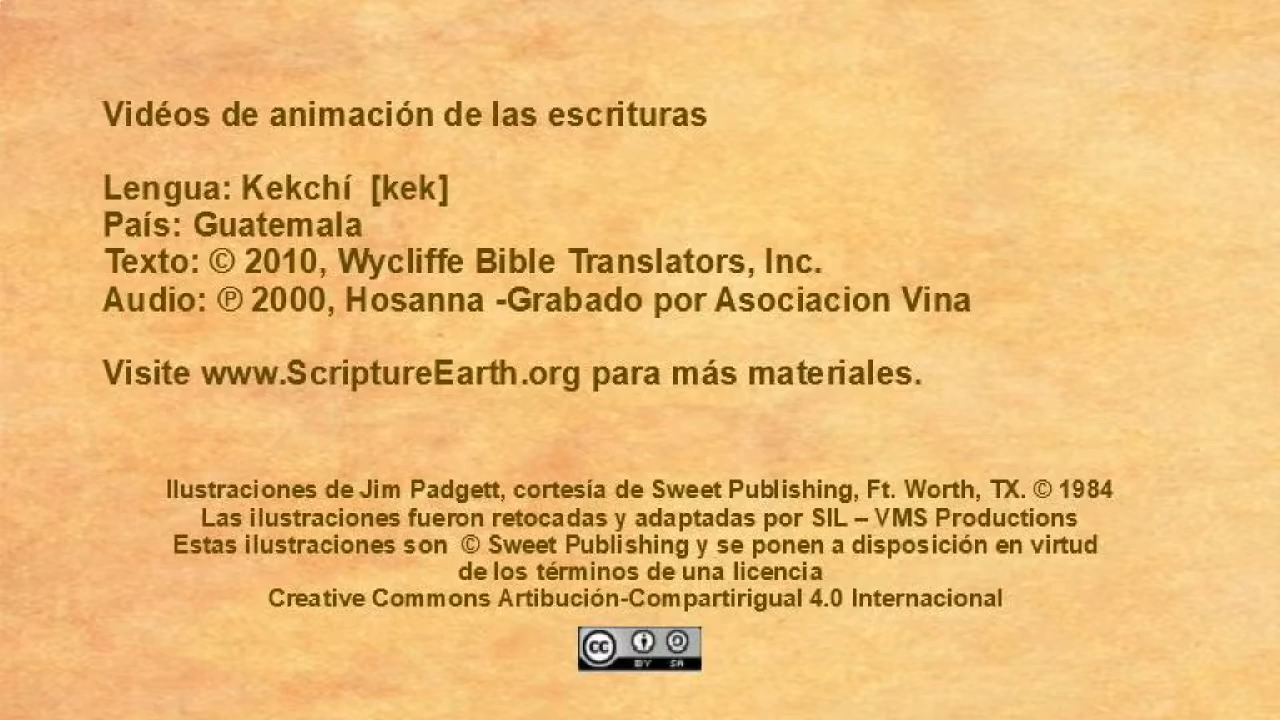 Vidéos de animación de las escrituras
Lengua: Kekchí  [kek]
País: Guatemala
Texto: © 2010, Wycliffe Bible Translators, Inc.
Audio: ℗ 2000, Hosanna -Grabado por Asociacion Vina
Visite www.ScriptureEarth.org para más materiales.
Ilustraciones de Jim Padgett, cortesía de Sweet Publishing, Ft. Worth, TX. © 1984
Las ilustraciones fueron retocadas y adaptadas por SIL – VMS Productions
Estas ilustraciones son  © Sweet Publishing y se ponen a disposición en virtud
de los términos de una licencia
Creative Commons Artibución-Compartirigual 4.0 Internacional
cc BY SA